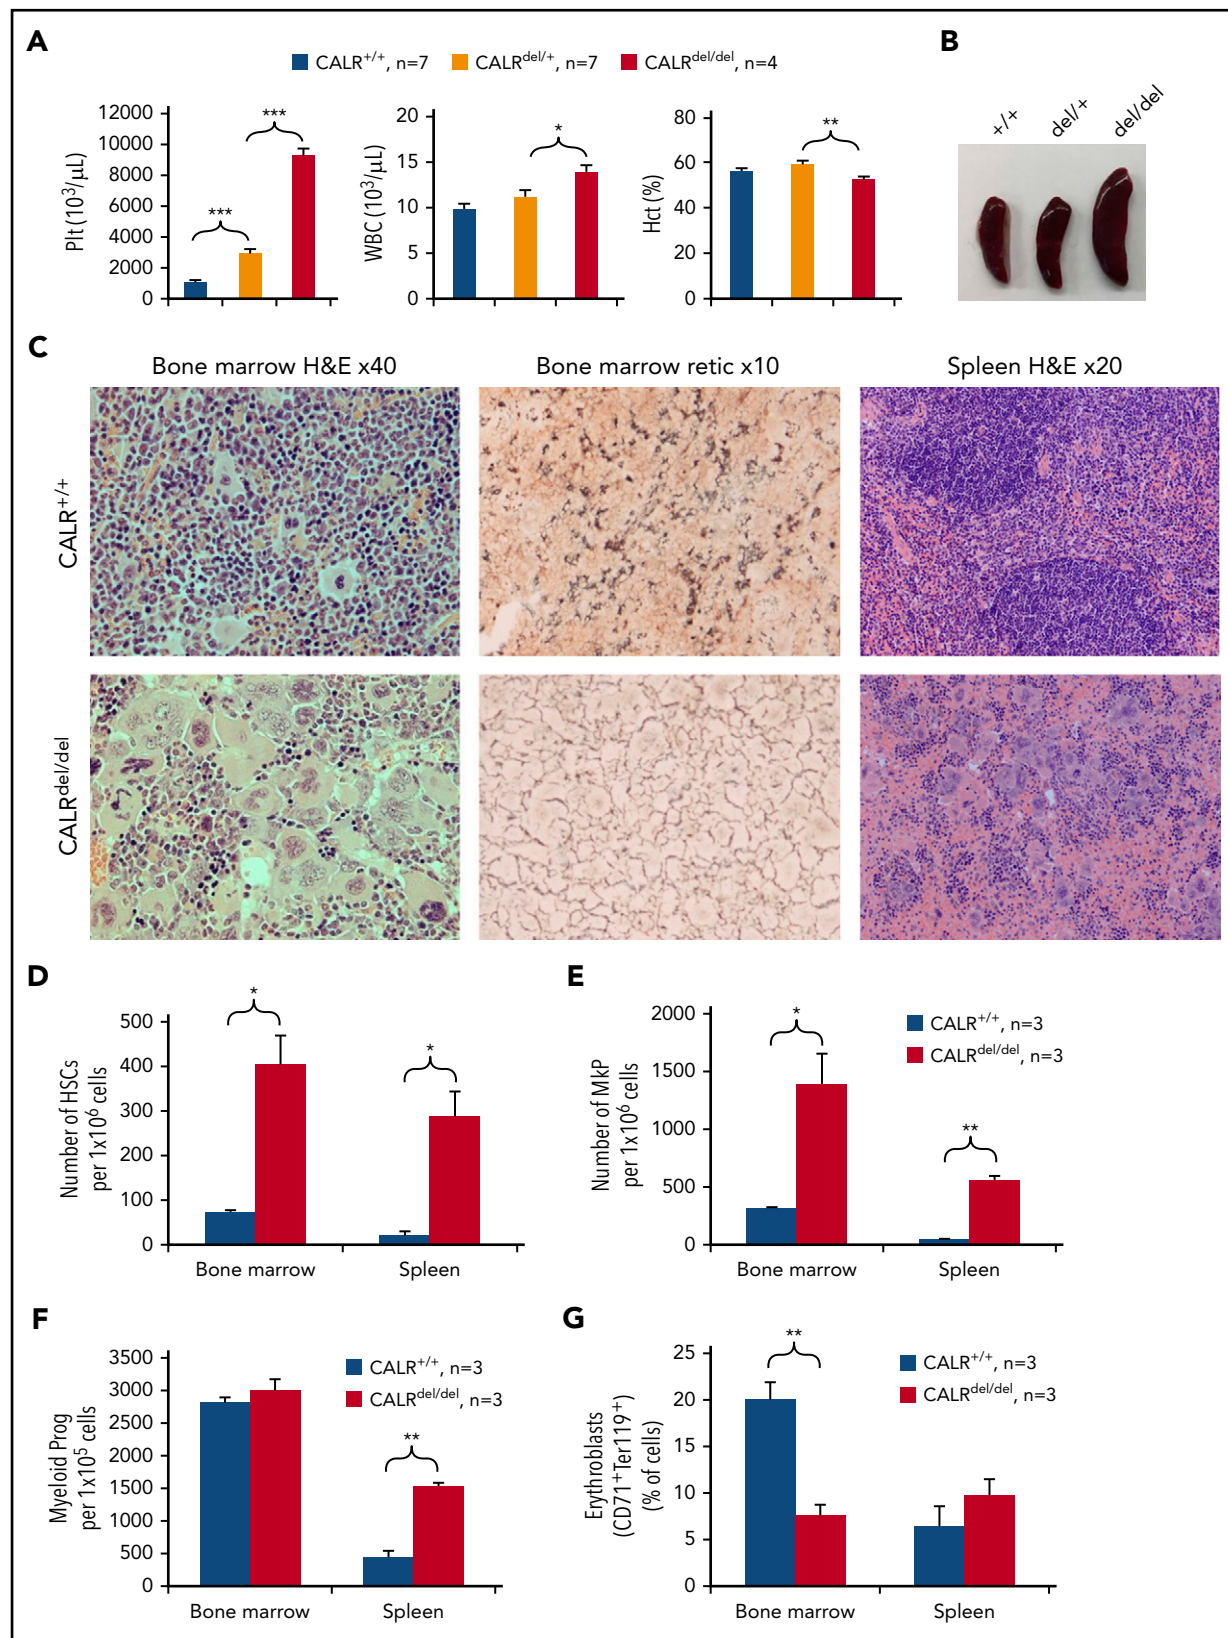 A
CALR+/+, n=7 CALRdel/+, n=7 CALRdel/del, n=4
Plt (10³/μL)
12000
10000
8000
6000
4000
2000
0
***
***
WBC (10³/μL)
20
15
10
5
0
*
Hct (%)
80
60
40
20
0
**
B
+/+
del/+
del/del
C
Bone marrow H&E x40
Bone marrow retic x10
Spleen H&E x20
CALR+/+
CALRdel/del
D
Number of HSCs
per 1x10⁶ cells
500
400
300
200
100
0
*
*
Bone marrow
Spleen
E
CALR+/+, n=3
CALRdel/del, n=3
Number of MkP
per 1x10⁶ cells
2000
1500
1000
500
0
*
**
Bone marrow
Spleen
F
CALR+/+, n=3
CALRdel/del, n=3
Myeloid Prog
per 1x10⁵ cells
3500
3000
2500
2000
1500
1000
500
0
**
Bone marrow
Spleen
G
CALR+/+, n=3
CALRdel/del, n=3
Erythroblasts
(CD71+Ter119+)
(% of cells)
25
20
15
10
5
0
**
Bone marrow
Spleen